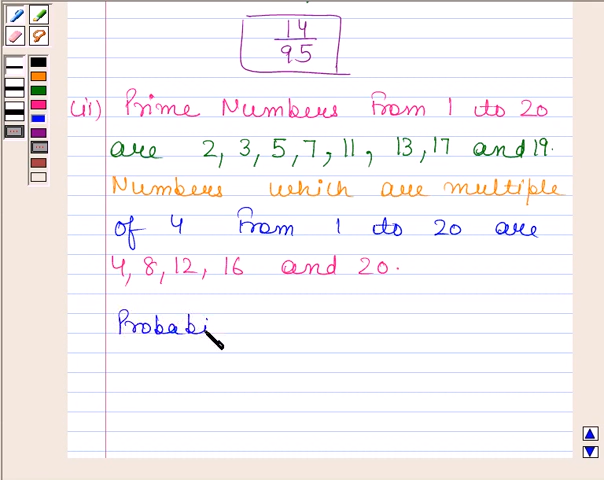 14
95
(ii) Prime Numbers from 1 to 20
are 2, 3, 5, 7, 11, 13, 17 and 19.
Numbers which are multiple
of 4 from 1 to 20 are
4, 8, 12, 16 and 20.
Probabi